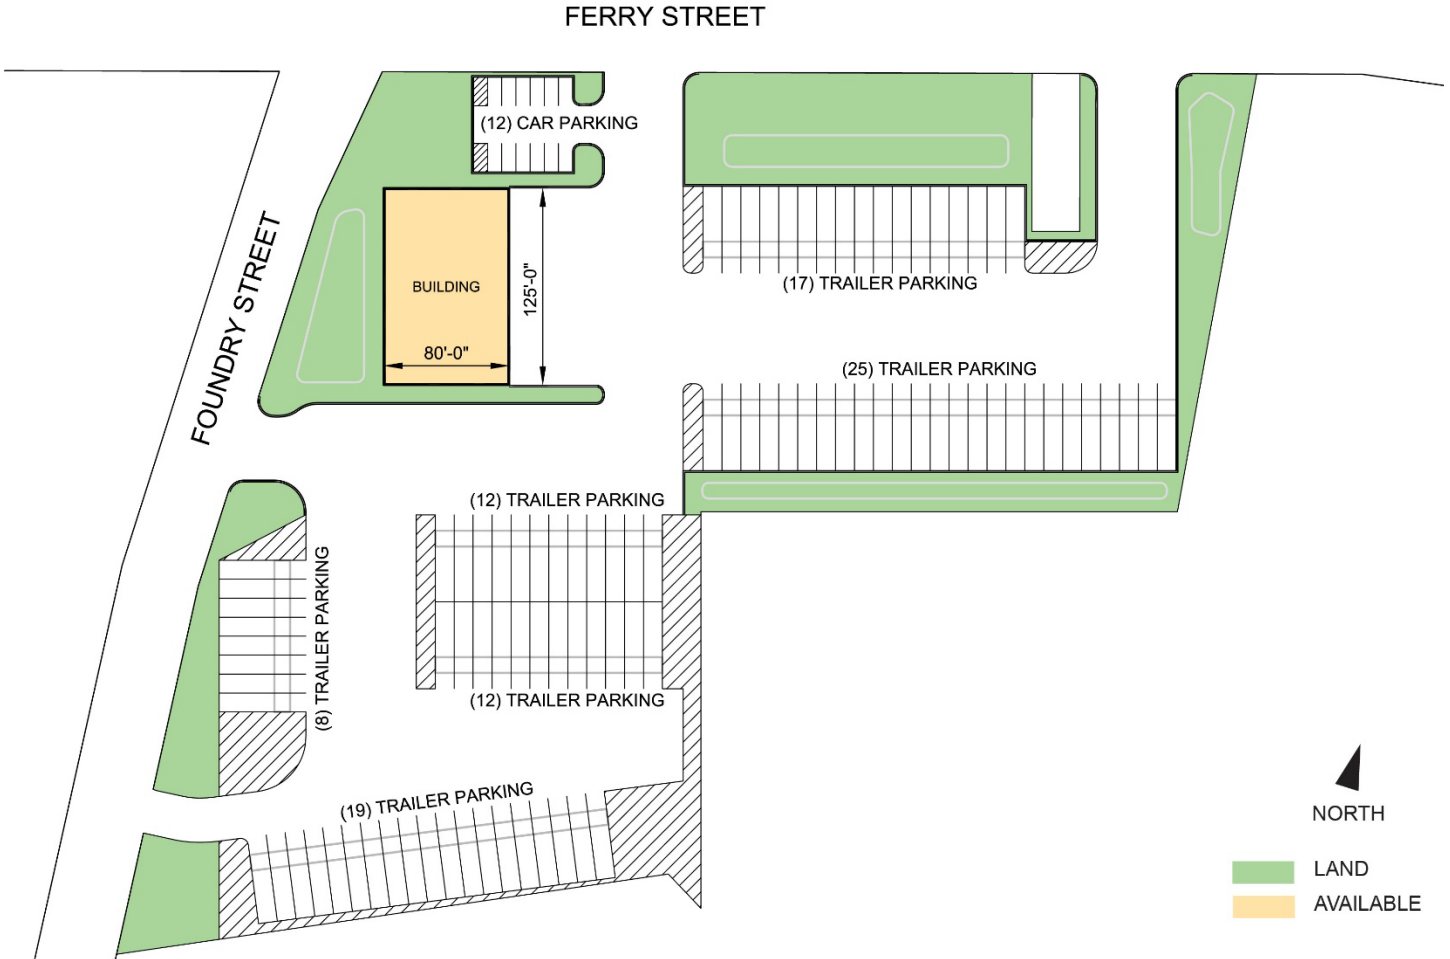 FERRY STREET
(12) CAR PARKING
FOUNDRY STREET
BUILDING
125'-0"
80'-0"
(17) TRAILER PARKING
(25) TRAILER PARKING
(12) TRAILER PARKING
(8) TRAILER PARKING
(12) TRAILER PARKING
(19) TRAILER PARKING
NORTH
LAND
AVAILABLE